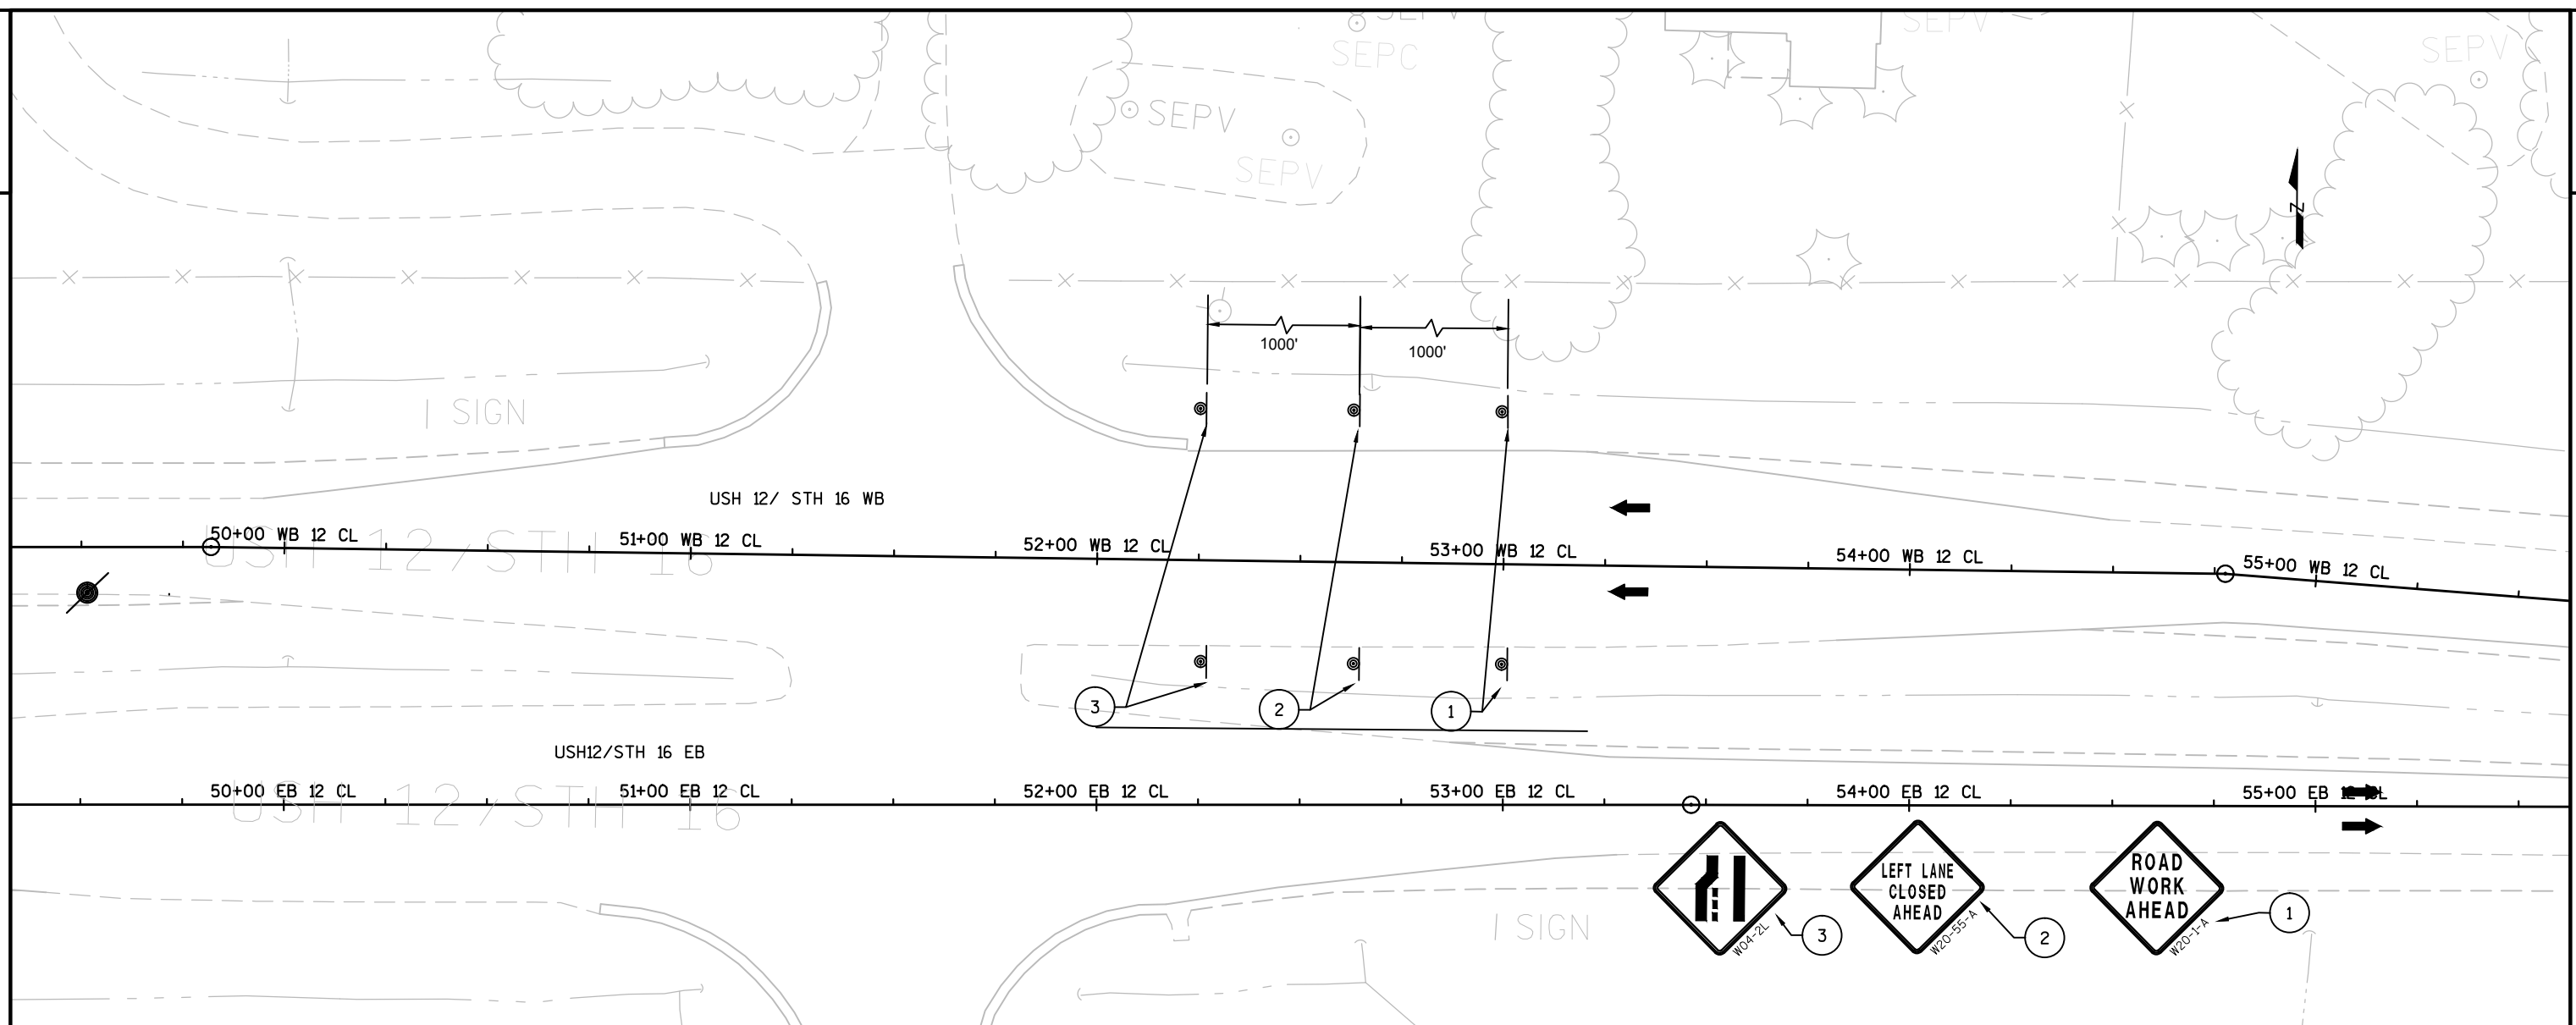 SEPV
SEPV
SEPC
SEPV
SEPV
SEPV
N
1000'
1000'
SIGN
USH 12/ STH 16 WB
50+00 WB 12 CL
51+00 WB 12 CL
52+00 WB 12 CL
53+00 WB 12 CL
54+00 WB 12 CL
55+00 WB 12 CL
USH 12/STH 16
3
2
1
USH12/STH 16 EB
50+00 EB 12 CL
51+00 EB 12 CL
52+00 EB 12 CL
53+00 EB 12 CL
54+00 EB 12 CL
55+00 EB 12 CL
USH 12/STH 16
LEFT LANE
CLOSED
AHEAD
ROAD
WORK
AHEAD
W04-2L
W20-55-A
W20-1-A
3
2
1
SIGN